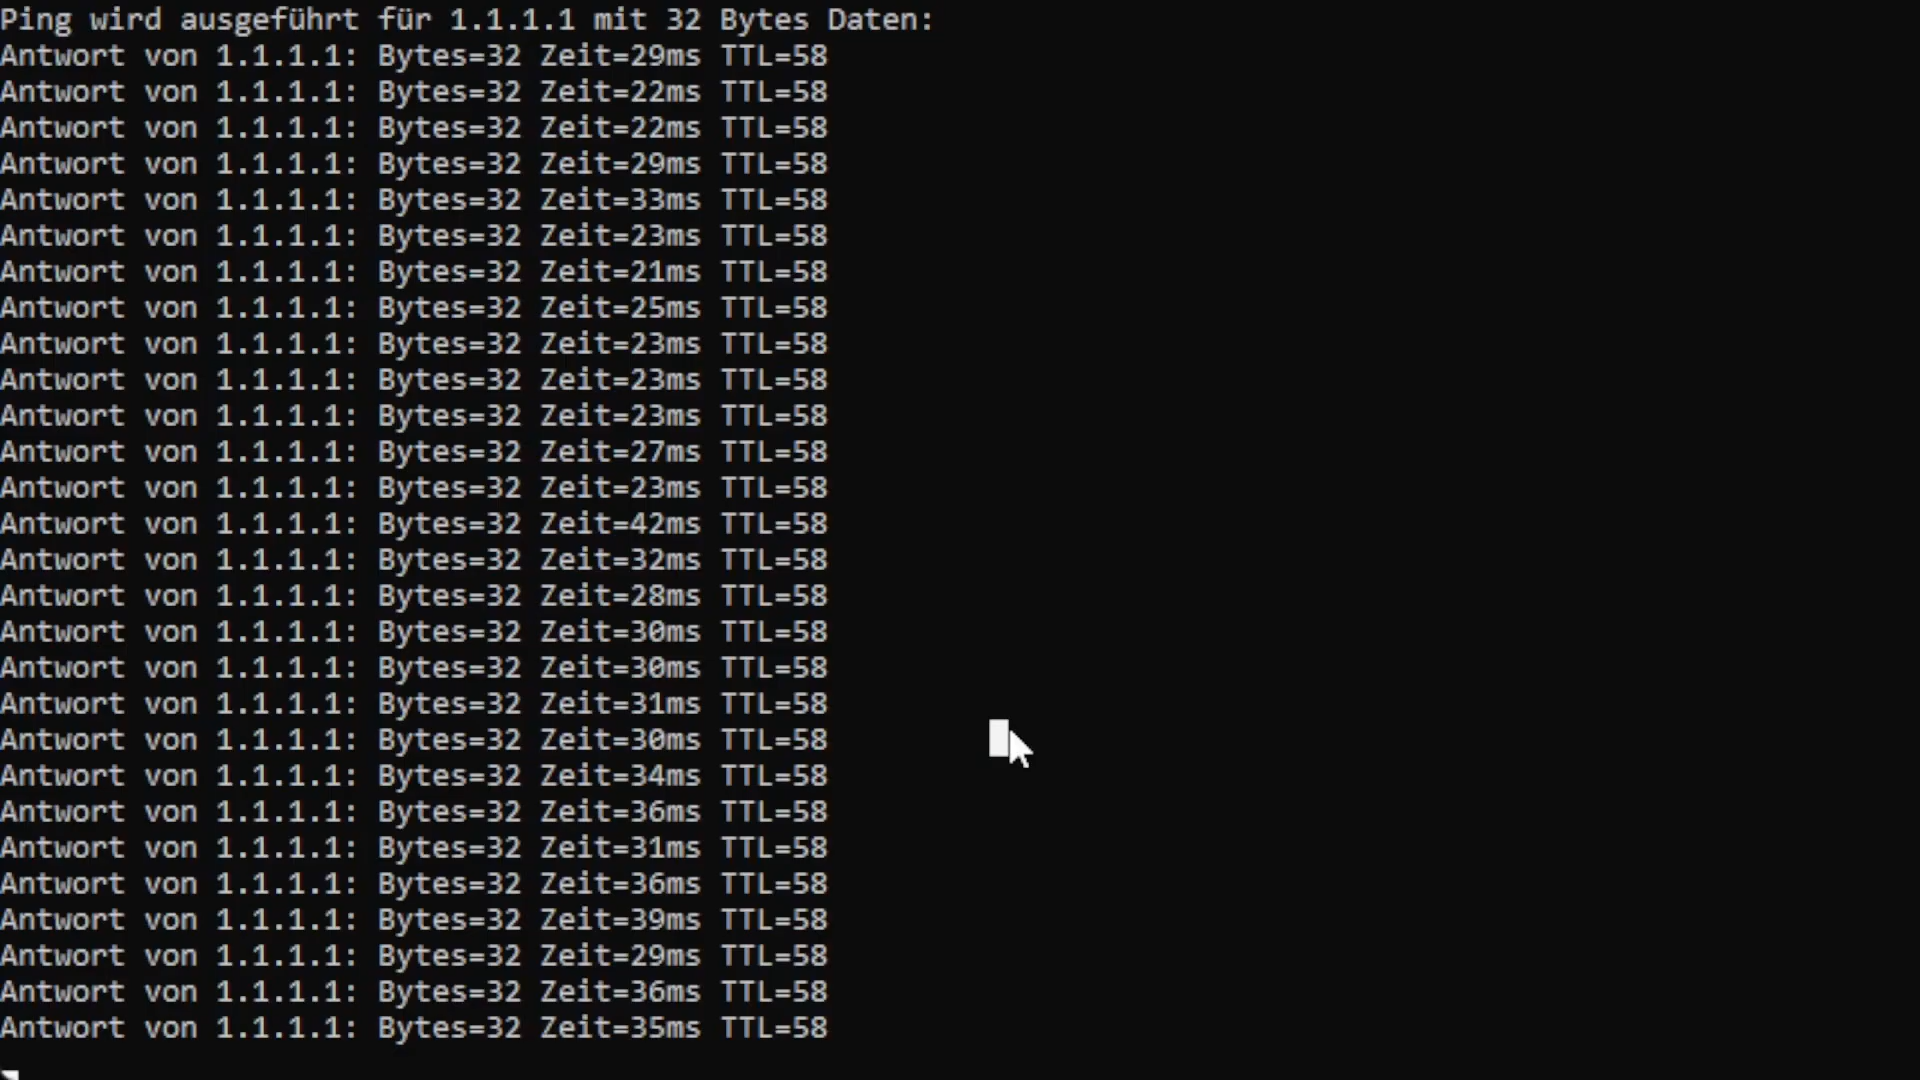 Ping wird ausgeführt für 1.1.1.1 mit 32 Bytes Daten:
Antwort von 1.1.1.1: Bytes=32 Zeit=29ms TTL=58
Antwort von 1.1.1.1: Bytes=32 Zeit=22ms TTL=58
Antwort von 1.1.1.1: Bytes=32 Zeit=22ms TTL=58
Antwort von 1.1.1.1: Bytes=32 Zeit=29ms TTL=58
Antwort von 1.1.1.1: Bytes=32 Zeit=33ms TTL=58
Antwort von 1.1.1.1: Bytes=32 Zeit=23ms TTL=58
Antwort von 1.1.1.1: Bytes=32 Zeit=21ms TTL=58
Antwort von 1.1.1.1: Bytes=32 Zeit=25ms TTL=58
Antwort von 1.1.1.1: Bytes=32 Zeit=23ms TTL=58
Antwort von 1.1.1.1: Bytes=32 Zeit=23ms TTL=58
Antwort von 1.1.1.1: Bytes=32 Zeit=23ms TTL=58
Antwort von 1.1.1.1: Bytes=32 Zeit=27ms TTL=58
Antwort von 1.1.1.1: Bytes=32 Zeit=23ms TTL=58
Antwort von 1.1.1.1: Bytes=32 Zeit=42ms TTL=58
Antwort von 1.1.1.1: Bytes=32 Zeit=32ms TTL=58
Antwort von 1.1.1.1: Bytes=32 Zeit=28ms TTL=58
Antwort von 1.1.1.1: Bytes=32 Zeit=30ms TTL=58
Antwort von 1.1.1.1: Bytes=32 Zeit=30ms TTL=58
Antwort von 1.1.1.1: Bytes=32 Zeit=31ms TTL=58
Antwort von 1.1.1.1: Bytes=32 Zeit=30ms TTL=58
Antwort von 1.1.1.1: Bytes=32 Zeit=34ms TTL=58
Antwort von 1.1.1.1: Bytes=32 Zeit=36ms TTL=58
Antwort von 1.1.1.1: Bytes=32 Zeit=31ms TTL=58
Antwort von 1.1.1.1: Bytes=32 Zeit=36ms TTL=58
Antwort von 1.1.1.1: Bytes=32 Zeit=39ms TTL=58
Antwort von 1.1.1.1: Bytes=32 Zeit=29ms TTL=58
Antwort von 1.1.1.1: Bytes=32 Zeit=36ms TTL=58
Antwort von 1.1.1.1: Bytes=32 Zeit=35ms TTL=58